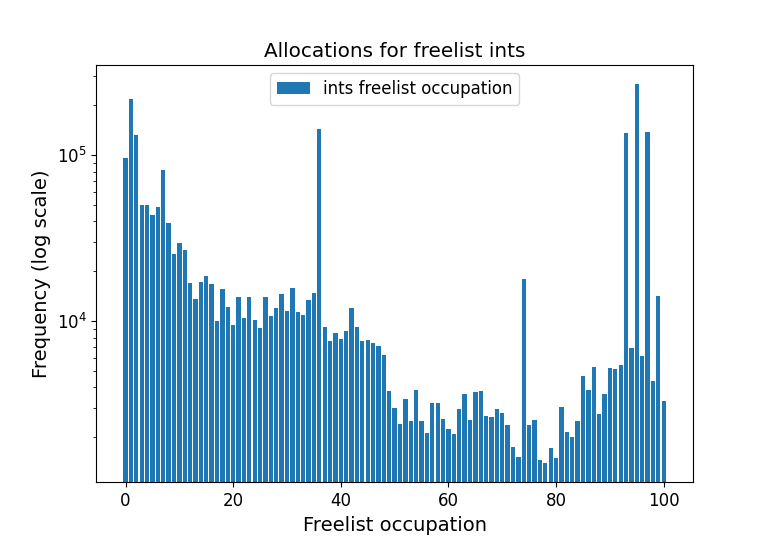 Allocations for freelist ints
ints freelist occupation
Frequency (log scale)
10^5
10^4
0 20 40 60 80 100
Freelist occupation